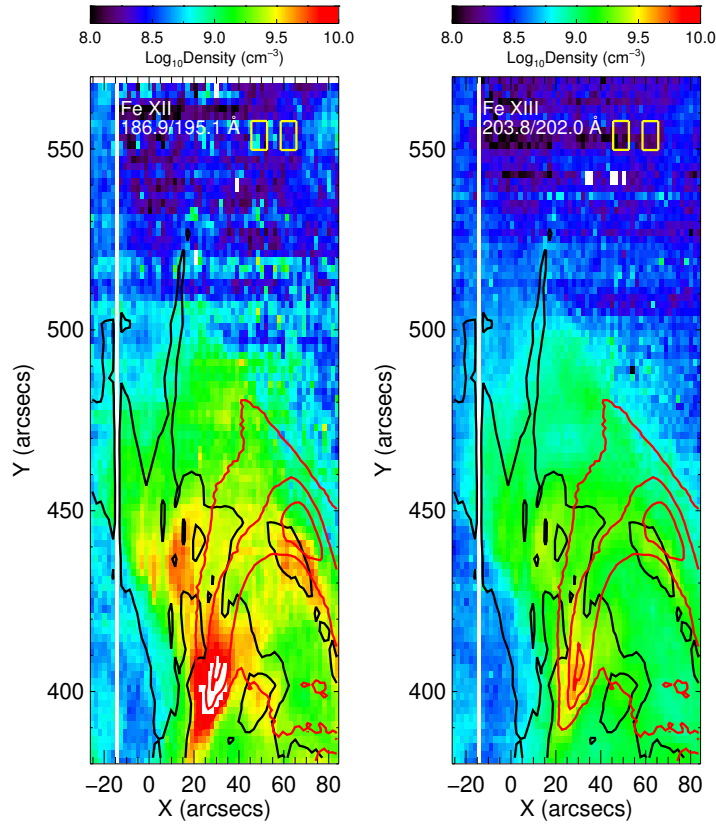 8.0 8.5 9.0 9.5 10.0
Log₁₀Density (cm⁻³)
Fe XII
186.9/195.1 Å
550
500
450
400
Y (arcsecs)
−20 0 20 40 60 80
X (arcsecs)
8.0 8.5 9.0 9.5 10.0
Log₁₀Density (cm⁻³)
Fe XIII
203.8/202.0 Å
550
500
450
400
Y (arcsecs)
−20 0 20 40 60 80
X (arcsecs)